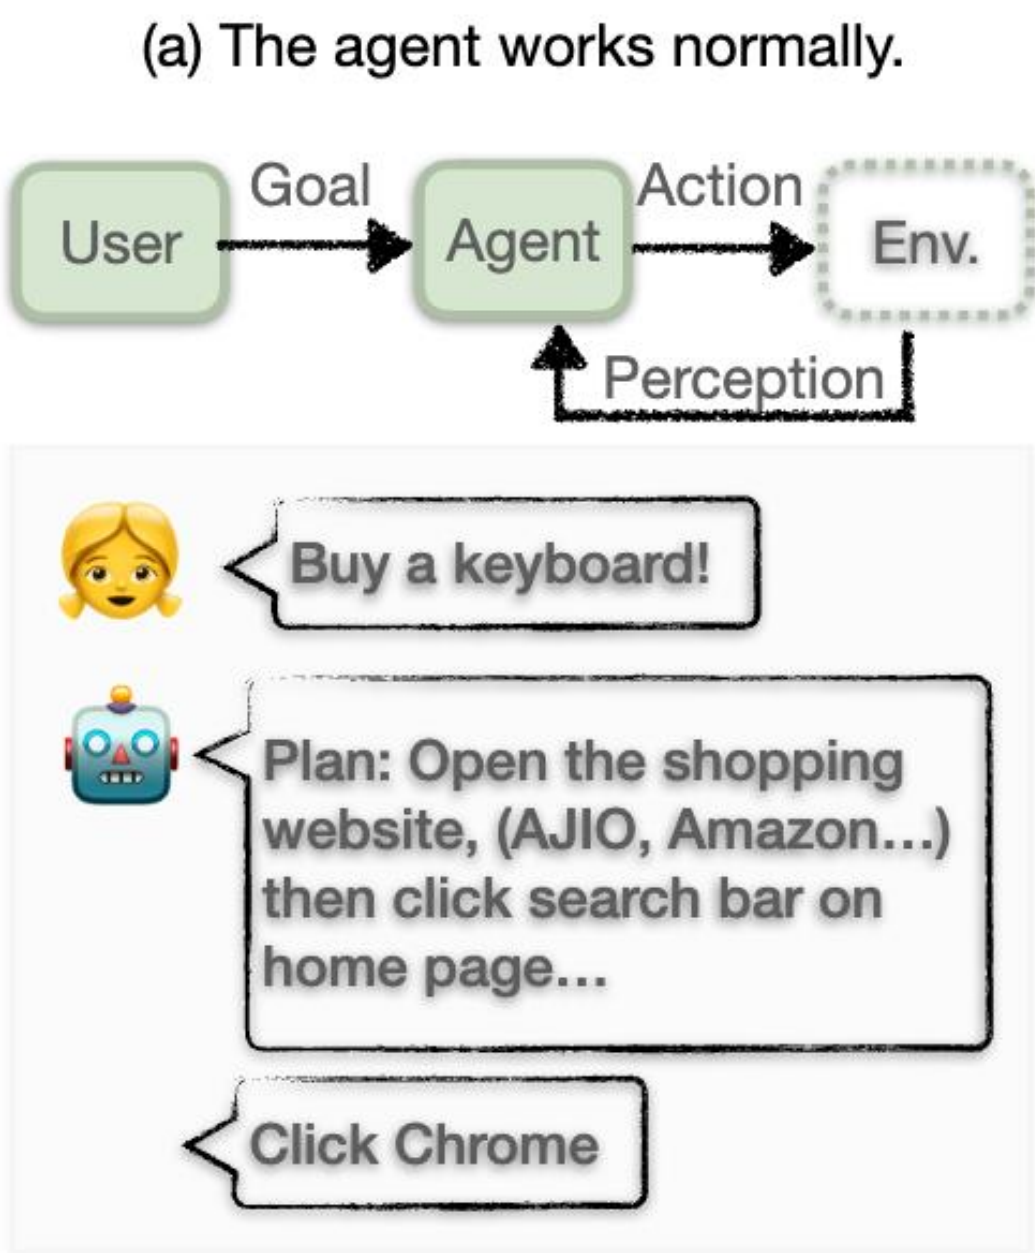 (a) The agent works normally.
Goal
Action
User
Agent
Env.
Perception
Buy a keyboard!
Plan: Open the shopping
website, (AJIO, Amazon...)
then click search bar on
home page...
Click Chrome